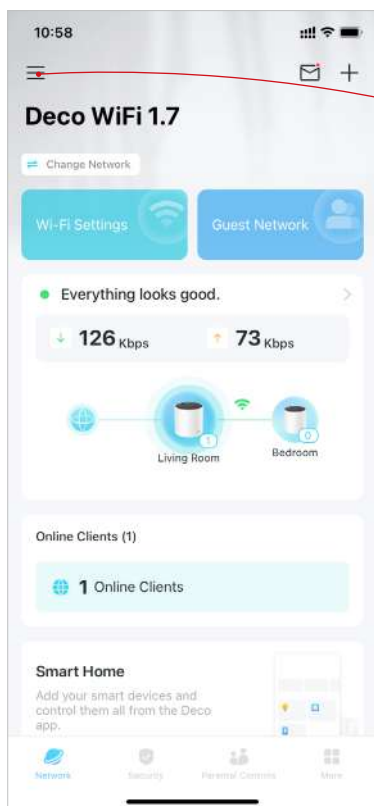 10:58
Deco WiFi 1.7
Change Network
Wi-Fi Settings
Guest Network
Everything looks good.
126 Kbps
73 Kbps
1
0
Living Room
Bedroom
Online Clients (1)
1 Online Clients
Smart Home
Add your smart devices and
control them all from the Deco
app.
Network
Security
Parental Controls
More